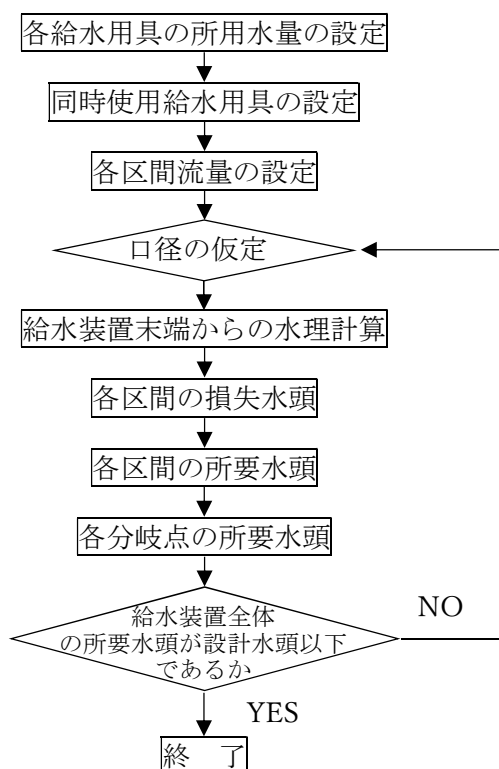 各給水用具の所用水量の設定
同時使用給水用具の設定
各区間流量の設定
口径の仮定
給水装置末端からの水理計算
各区間の損失水頭
各区間の所要水頭
各分岐点の所要水頭
給水装置全体
の所要水頭が設計水頭以下
であるか
NO
YES
終　了